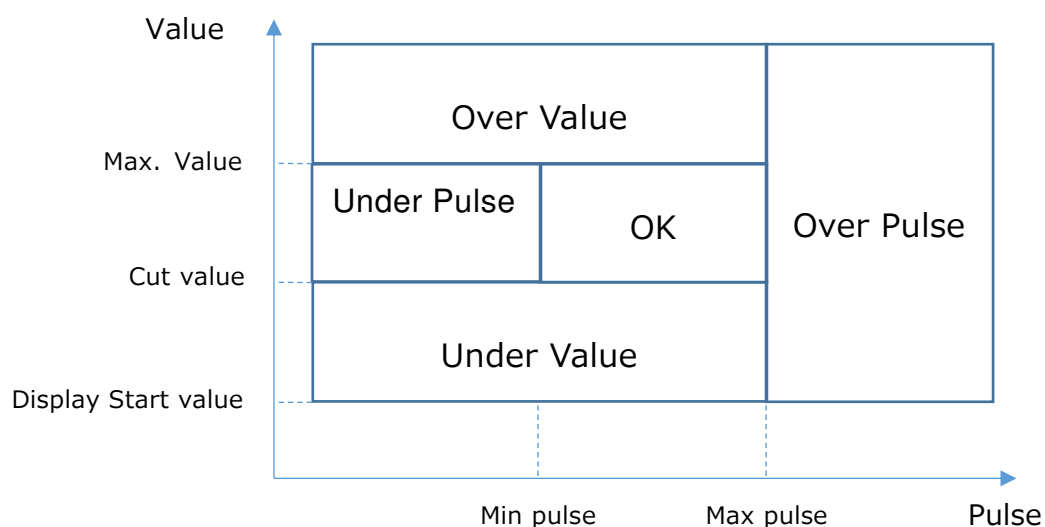 Value
Over Value
Max. Value
Under Pulse
OK
Over Pulse
Cut value
Under Value
Display Start value
Min pulse
Max pulse
Pulse